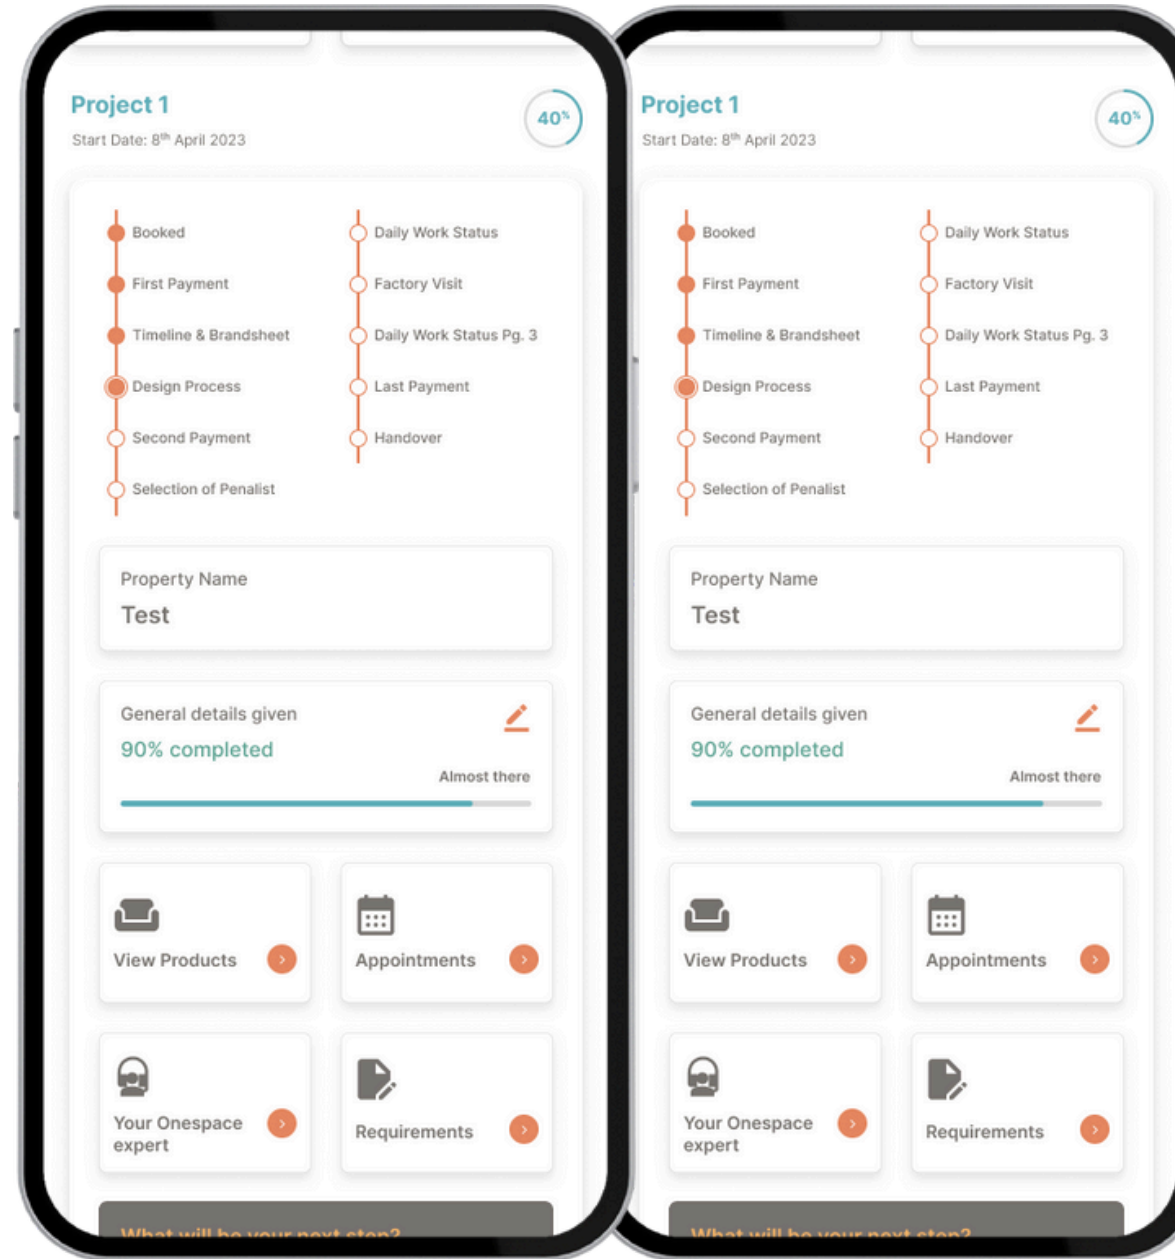 Project 1
40%
Start Date: 8th April 2023
Booked
First Payment
Timeline & Brandsheet
Design Process
Second Payment
Selection of Penalist
Daily Work Status
Factory Visit
Daily Work Status Pg. 3
Last Payment
Handover
Property Name
Test
General details given
90% completed
Almost there
View Products
Appointments
Your Onespace
expert
Requirements
What will be your next step?
Project 1
40%
Start Date: 8th April 2023
Booked
First Payment
Timeline & Brandsheet
Design Process
Second Payment
Selection of Penalist
Daily Work Status
Factory Visit
Daily Work Status Pg. 3
Last Payment
Handover
Property Name
Test
General details given
90% completed
Almost there
View Products
Appointments
Your Onespace
expert
Requirements
What will be your next step?